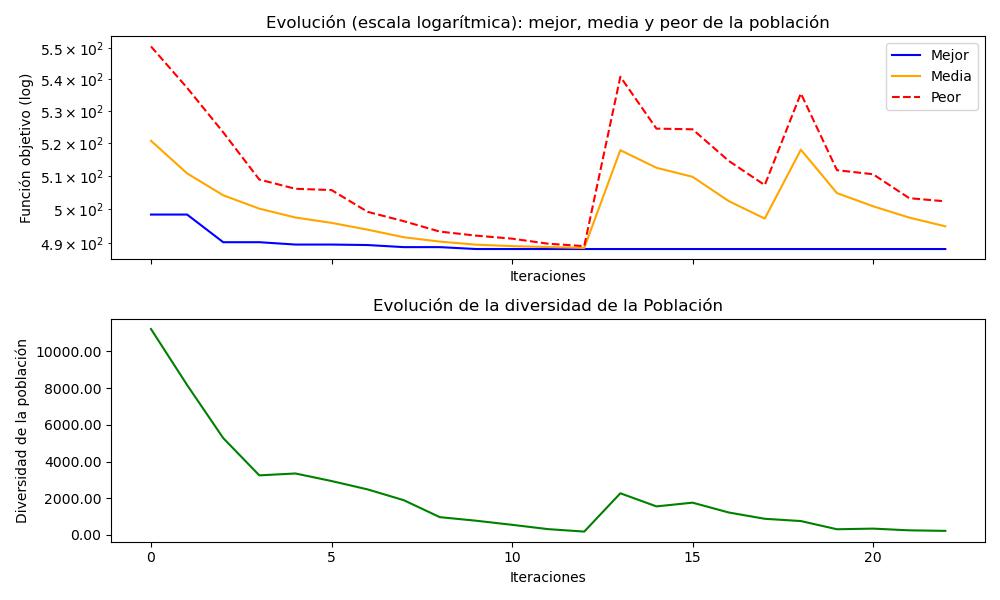 Evolución (escala logarítmica): mejor, media y peor de la población
Función objetivo (log)
5.5 × 10²
5.4 × 10²
5.3 × 10²
5.2 × 10²
5.1 × 10²
5 × 10²
4.9 × 10²
Mejor
Media
Peor
Iteraciones
Evolución de la diversidad de la Población
Diversidad de la población
10000.00
8000.00
6000.00
4000.00
2000.00
0.00
0 5 10 15 20
Iteraciones